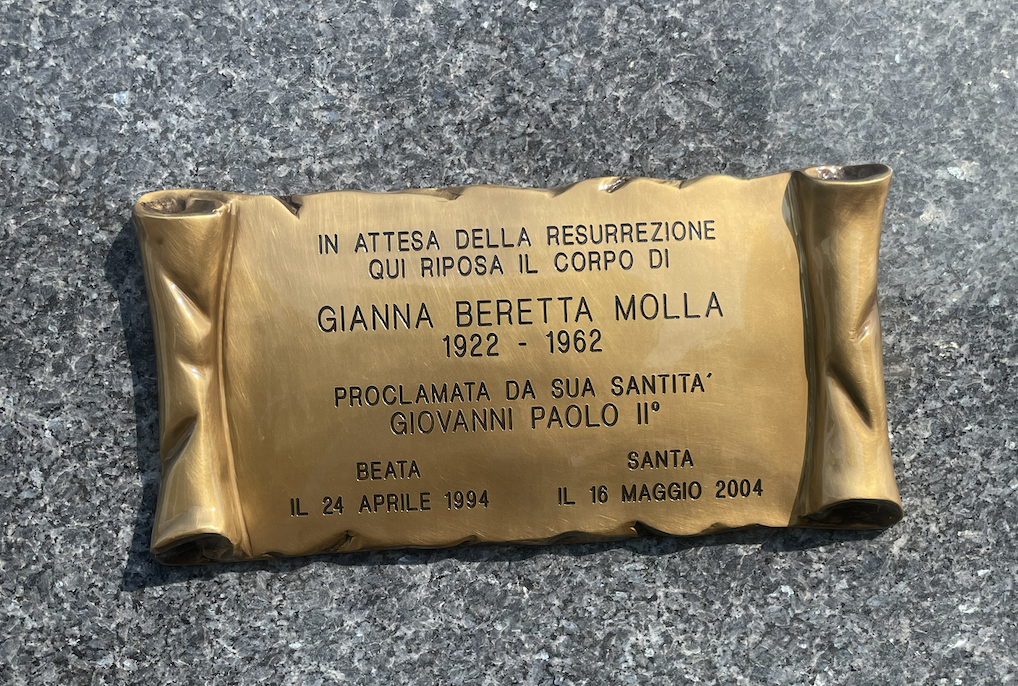 IN ATTESA DELLA RESURREZIONE
QUI RIPOSA IL CORPO DI
GIANNA BERETTA MOLLA
1922 - 1962
PROCLAMATA DA SUA SANTITA´
GIOVANNI PAOLO IIº
BEATA
IL 24 APRILE 1994
SANTA
IL 16 MAGGIO 2004